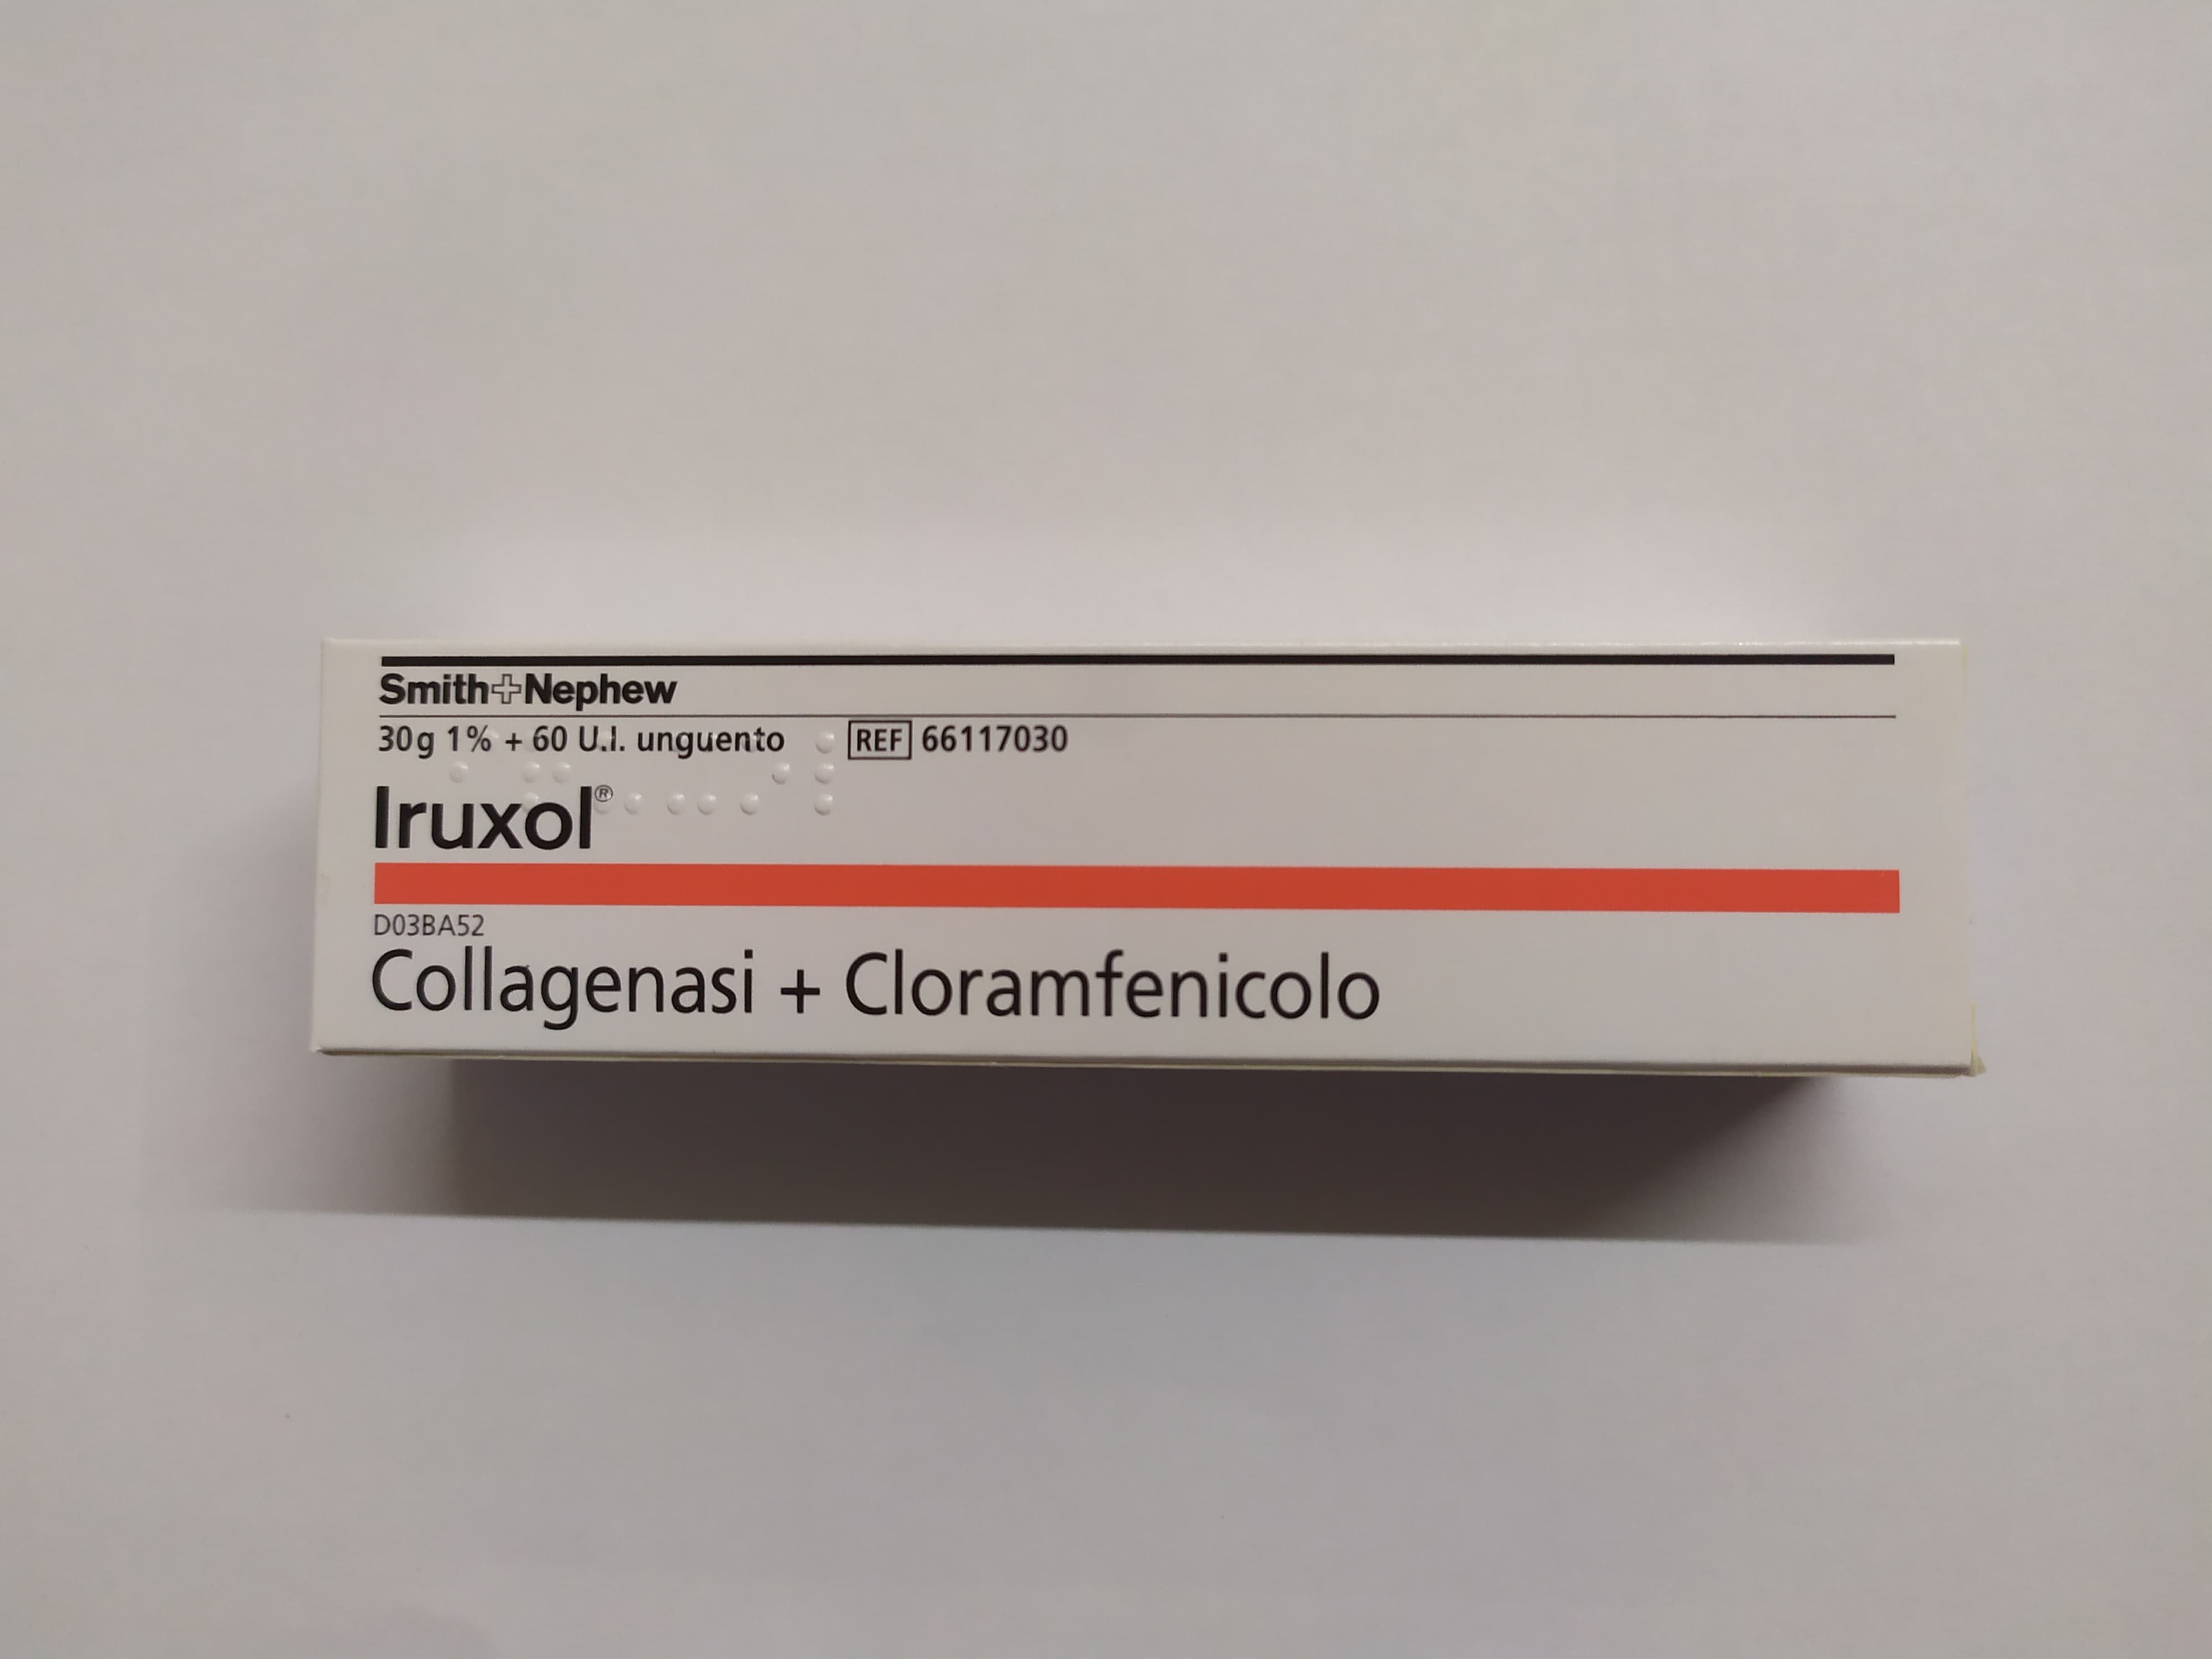 Smith+Nephew
30g 1% + 60 U.I. unguento REF 66117030
Iruxol®
D03BA52
Collagenasi + Cloramfenicolo